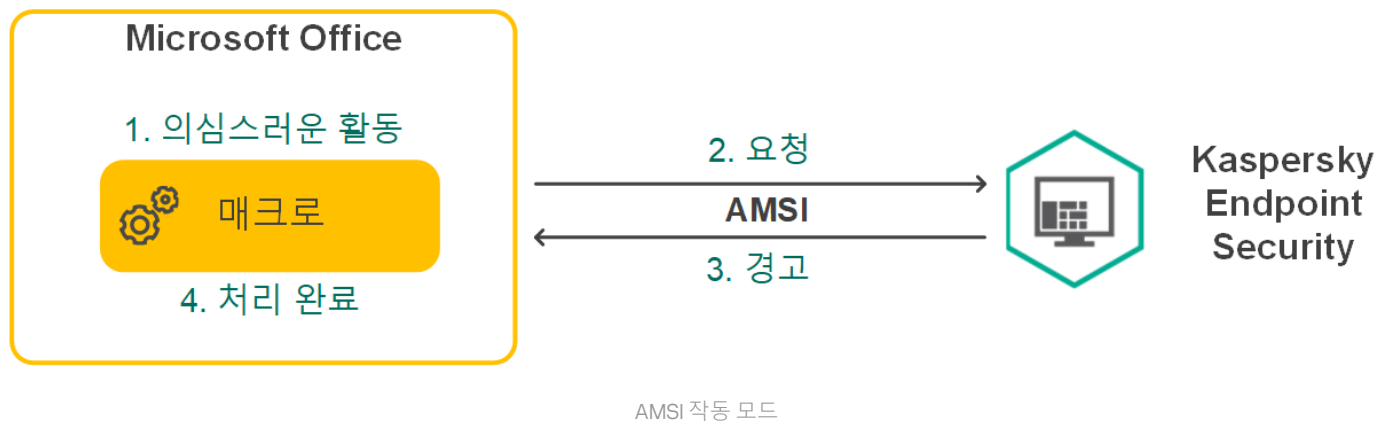 Microsoft Office
1. 의심스러운 활동
매크로
4. 처리 완료
2. 요청
AMSI
3. 경고
Kaspersky
Endpoint
Security
AMSI 작동 모드